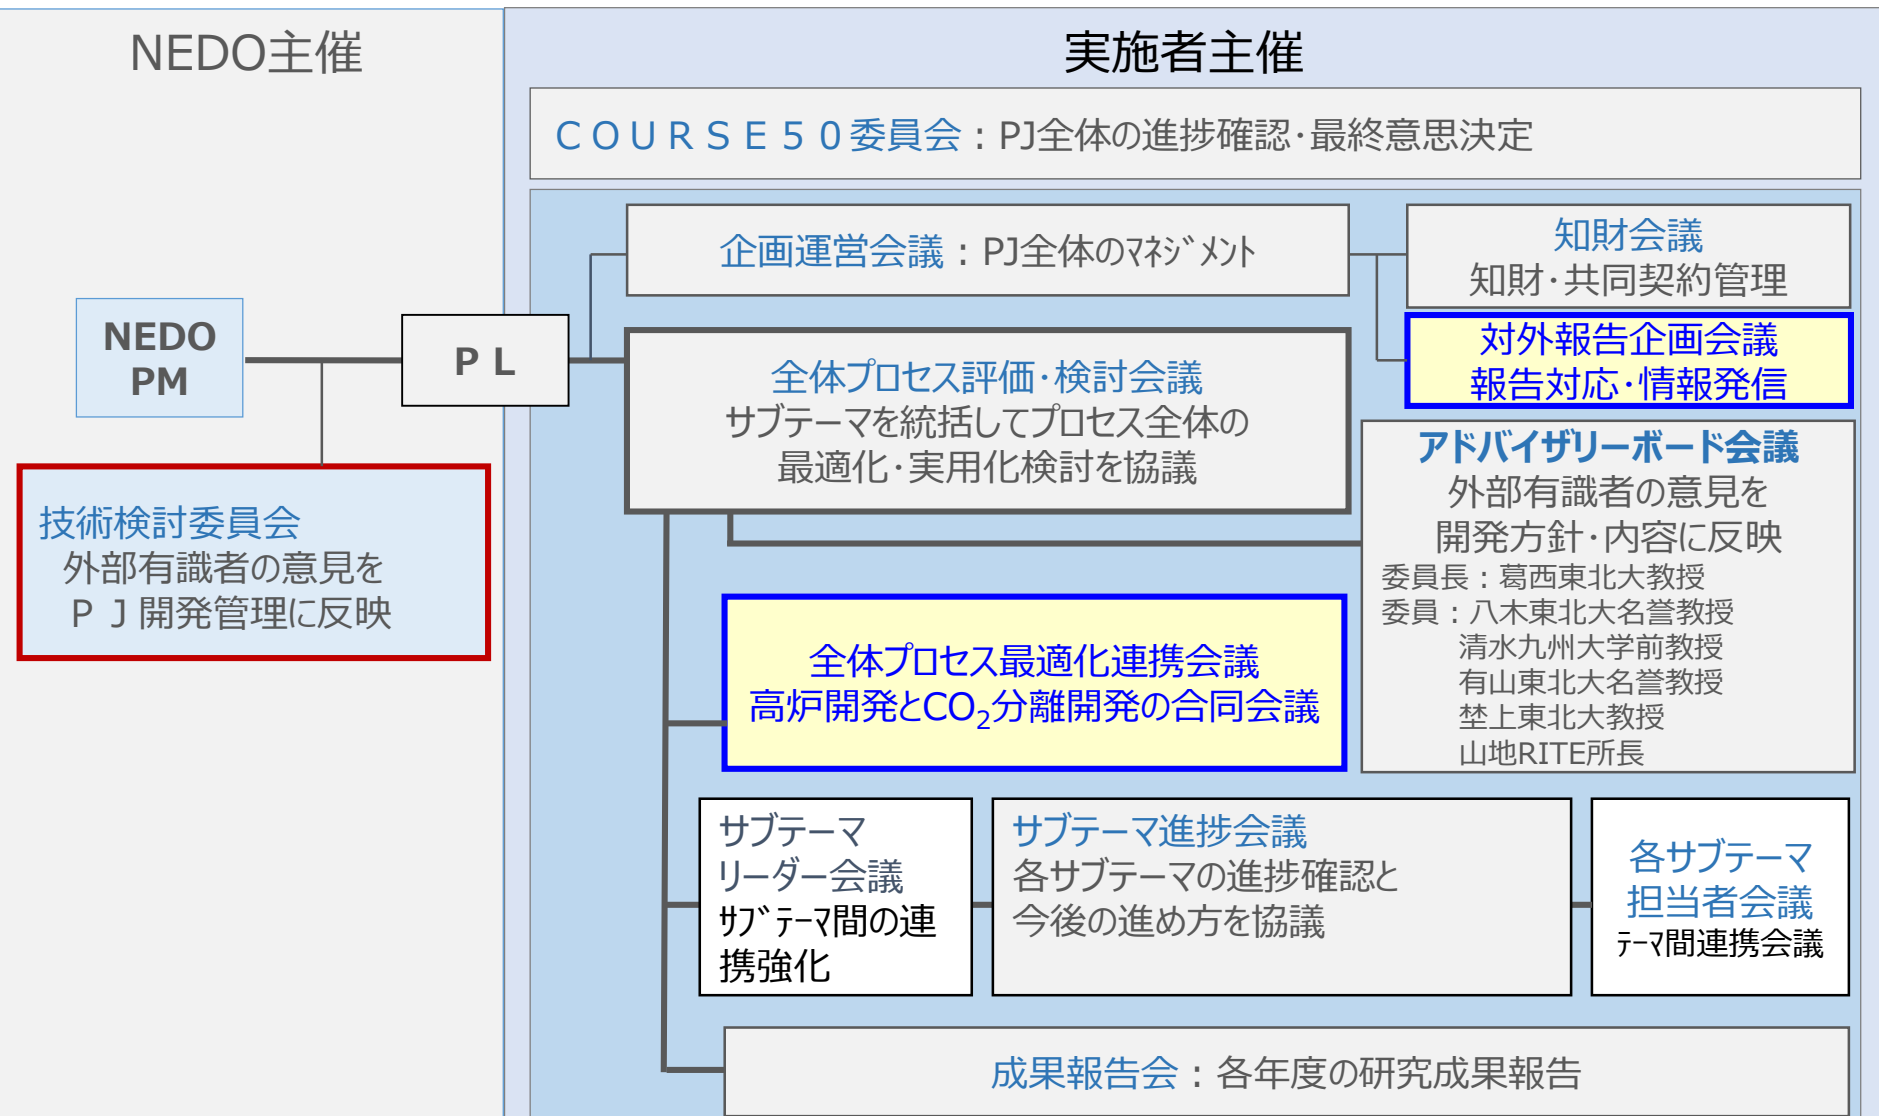 NEDO主催
実施者主催
ＣＯＵＲＳＥ５０委員会：PJ全体の進捗確認・最終意思決定
企画運営会議：PJ全体のﾏﾈｼﾞﾒﾝﾄ
知財会議
知財・共同契約管理
対外報告企画会議
報告対応・情報発信
NEDO
PM
ＰＬ
全体プロセス評価・検討会議
サブテーマを統括してプロセス全体の
最適化・実用化検討を協議
アドバイザリーボード会議
外部有識者の意見を
開発方針・内容に反映
委員長：葛西東北大教授
委員：八木東北大名誉教授
清水九州大学前教授
有山東北大名誉教授
埜上東北大教授
山地RITE所長
技術検討委員会
外部有識者の意見を
ＰＪ開発管理に反映
全体プロセス最適化連携会議
高炉開発とCO₂分離開発の合同会議
サブテーマ
リーダー会議
ｻﾌﾞﾃｰﾏ間の連
携強化
サブテーマ進捗会議
各サブテーマの進捗確認と
今後の進め方を協議
各サブテーマ
担当者会議
ﾃｰﾏ間連携会議
成果報告会：各年度の研究成果報告